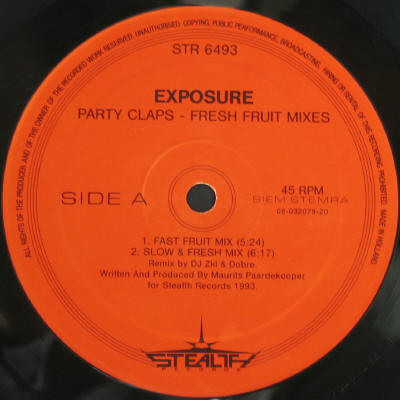 ALL RIGHTS OF THE PRODUCER AND OF THE OWNER OF THE RECORDED WORK RESERVED. UNAUTHORISED COPYING, PUBLIC PERFORMANCE, BROADCASTING, HIRING OR RENTAL OF THIS RECORDING PROHIBITED. MADE IN HOLLAND
STR 6493
EXPOSURE
PARTY CLAPS - FRESH FRUIT MIXES
SIDE A
45 RPM
BIEM STEMRA
08-032079-20
1. FAST FRUIT MIX (5:24)
2. SLOW & FRESH MIX (6:17)
Remix by DJ Zki & Dobre.
Written And Produced By Maurits Paardekooper
for Stealth Records 1993.
STEALTH
RECORDS